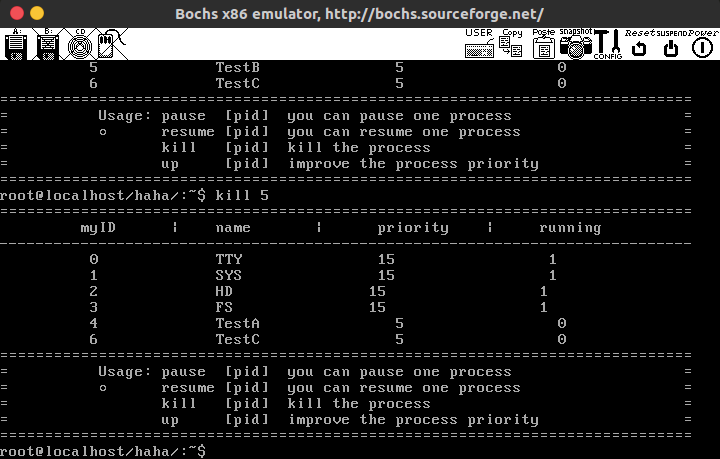 Bochs x86 emulator, http://bochs.sourceforge.net/
A: B: CD USER Copy Paste snapshot CONFIG Reset SUSPEND Power
5 TestB 5 0
6 TestC 5 0
=============================================================================
= Usage: pause [pid] you can pause one process =
= o resume [pid] you can resume one process =
= kill [pid] kill the process =
= up [pid] improve the process priority =
=============================================================================
root@localhost/haha/:~$ kill 5
=============================================================================
myID ¦ name ¦ priority ¦ running
-----------------------------------------------------------------------------
0 TTY 15 1
1 SYS 15 1
2 HD 15 1
3 FS 15 1
4 TestA 5 0
6 TestC 5 0
=============================================================================
= Usage: pause [pid] you can pause one process =
= o resume [pid] you can resume one process =
= kill [pid] kill the process =
= up [pid] improve the process priority =
=============================================================================
root@localhost/haha/:~$